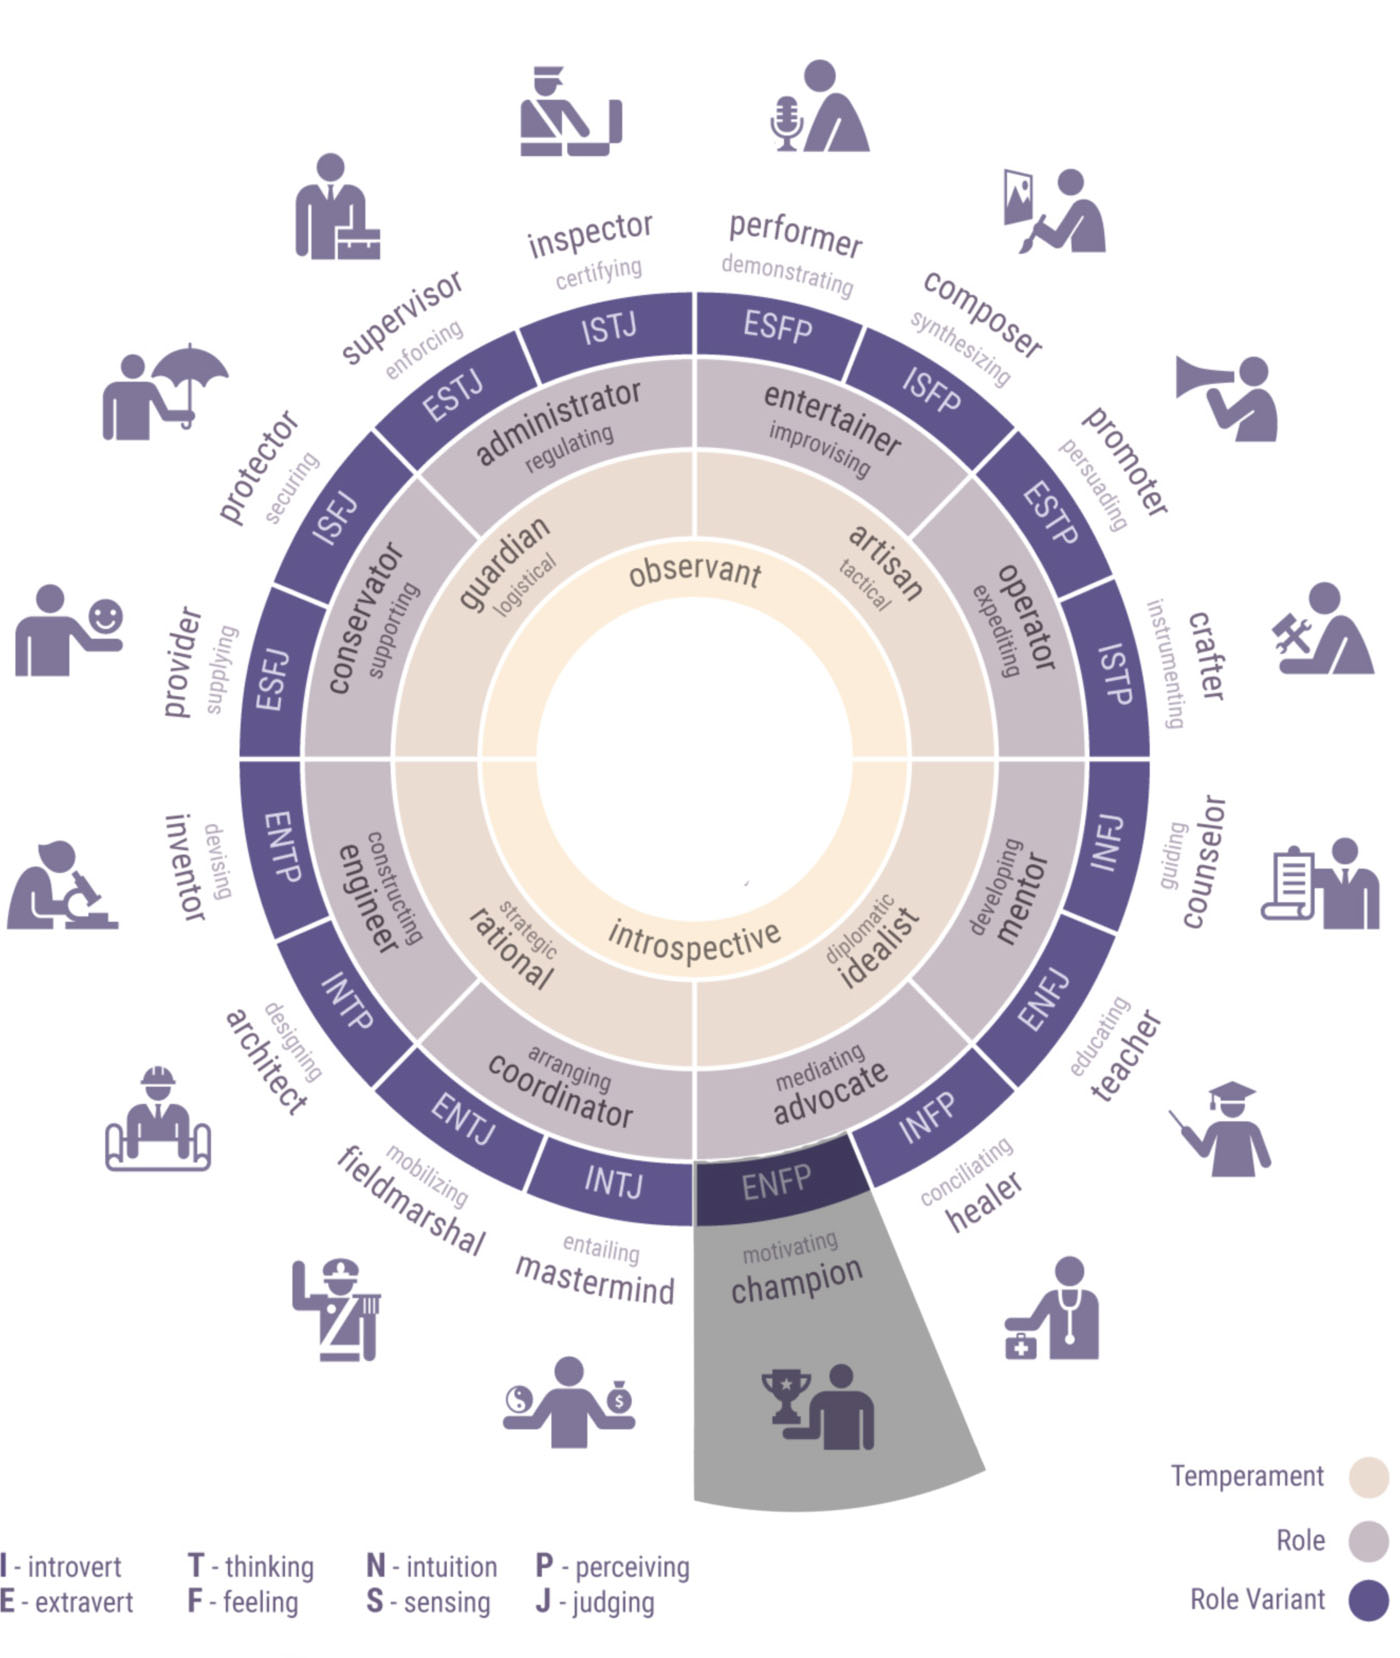 inspector
certifying
ISTJ
performer
demonstrating
ESFP
composer
synthesizing
ISFP
promoter
persuading
ESTP
crafter
instrumenting
ISTP
counselor
guiding
INFJ
teacher
educating
ENFJ
conciliating
healer
INFP
ENFP
motivating
champion
INTJ
entailing
mastermind
ENTJ
mobilizing
fieldmarshal
INTP
designing
architect
ENTP
devising
inventor
provider
supplying
ESFJ
protector
securing
ISFJ
supervisor
enforcing
ESTJ
administrator
regulating
entertainer
improvising
operator
expediting
developing
mentor
mediating
advocate
arranging
coordinator
constructing
engineer
conservator
supporting
guardian
logistical
artisan
tactical
diplomatic
idealist
strategic
rational
observant
introspective
Temperament
Role
Role Variant
I - introvert T - thinking N - intuition P - perceiving
E - extravert F - feeling S - sensing J - judging